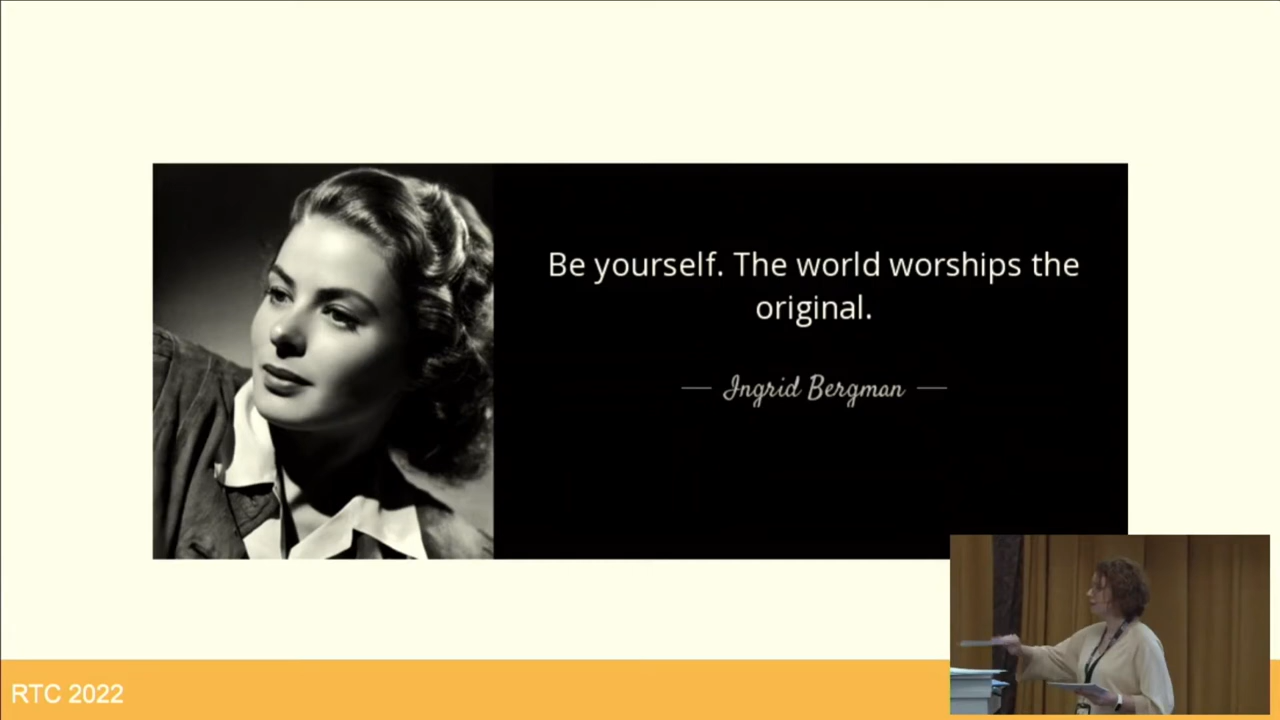 Be yourself. The world worships the
original.
— Ingrid Bergman —
RTC 2022